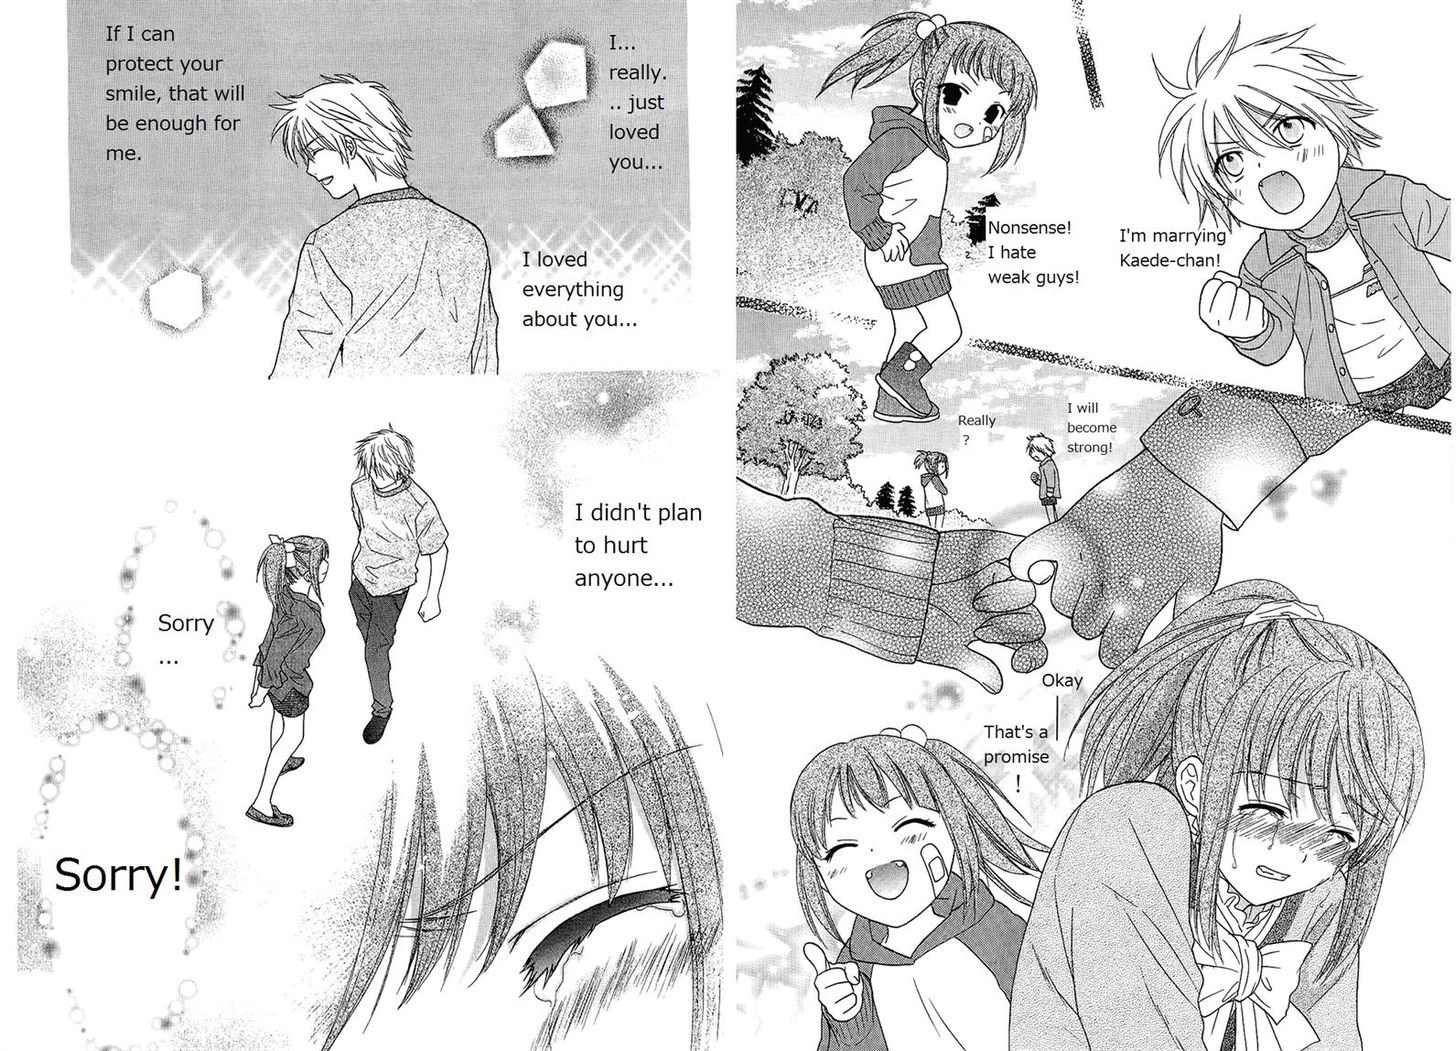 I'm marrying
Kaede-chan!
Nonsense!
I hate
weak guys!
I will
become
strong!
Really
?
Okay
That's a
promise
!
I...
really.
.. just
loved
you...
I loved
everything
about you...
If I can
protect your
smile, that will
be enough for
me.
I didn't plan
to hurt
anyone...
Sorry
...
Sorry!